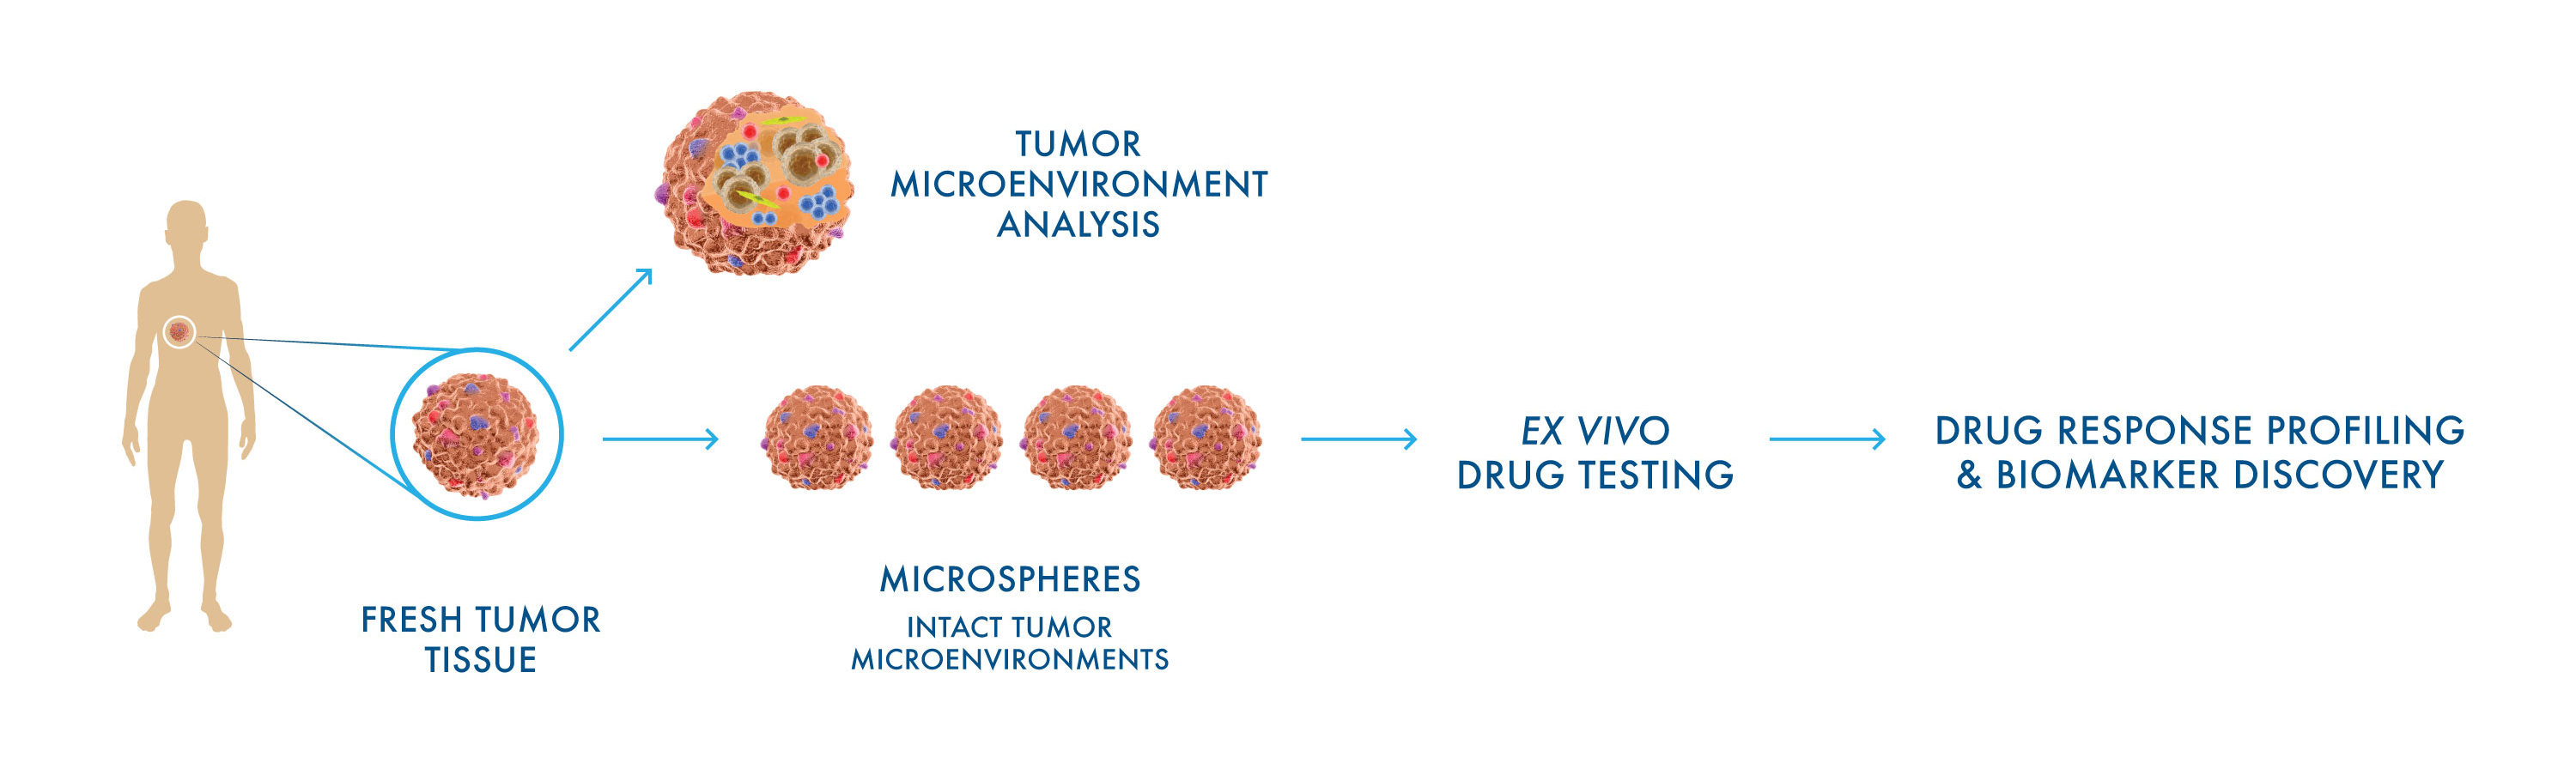 TUMOR
MICROENVIRONMENT
ANALYSIS
FRESH TUMOR
TISSUE
MICROSPHERES
INTACT TUMOR
MICROENVIRONMENTS
EX VIVO
DRUG TESTING
DRUG RESPONSE PROFILING
& BIOMARKER DISCOVERY